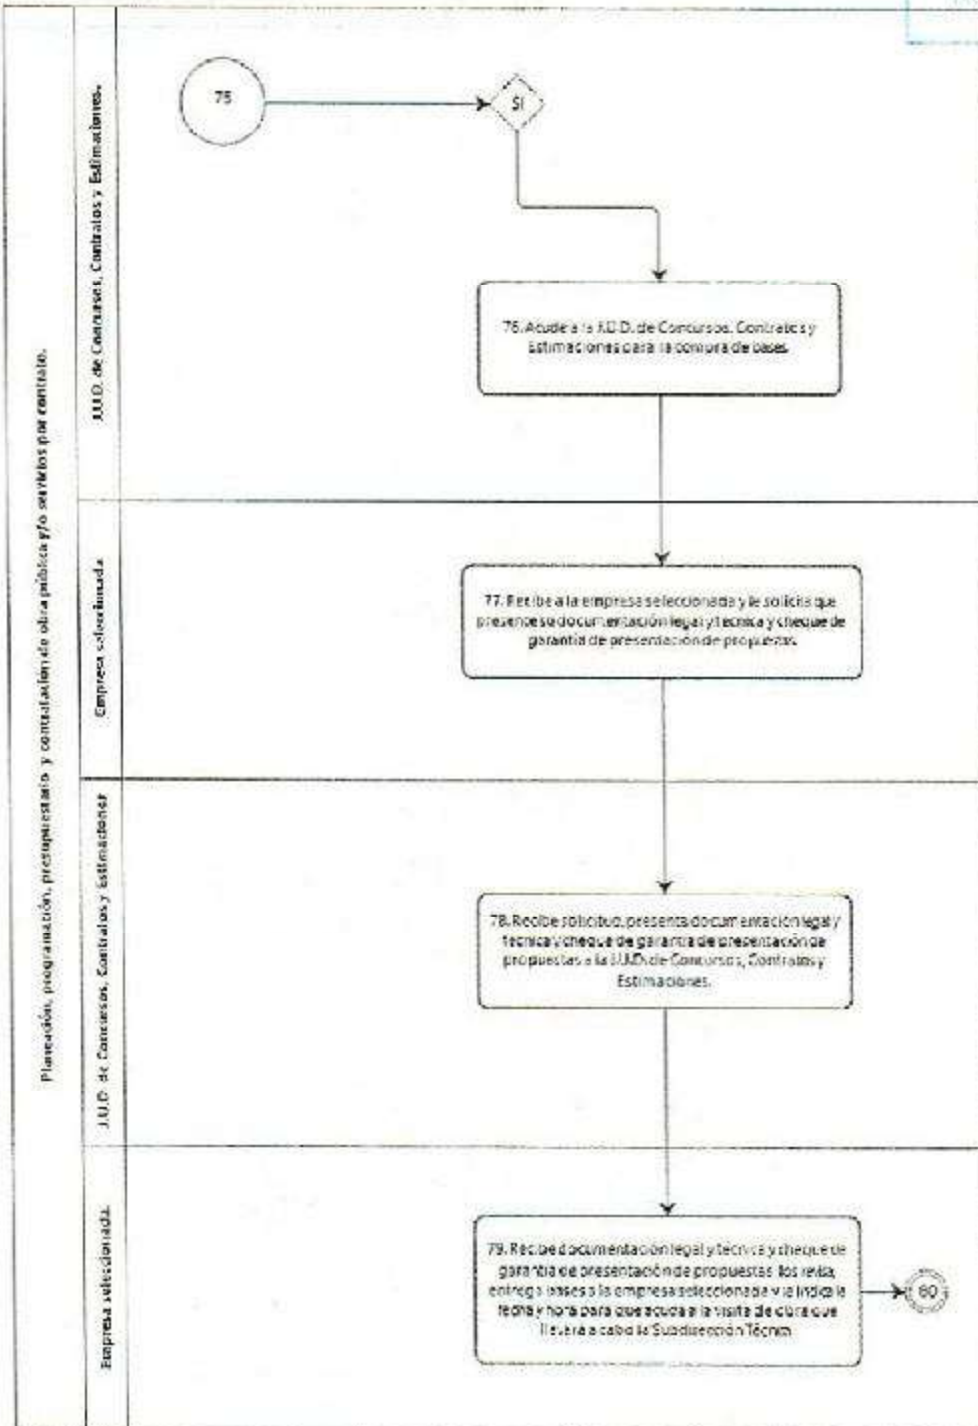 Planeación, programación, presupuestario y contratación de obra pública y/o servicios por contrato.
J.U.D. de Concursos, Contratos y Estimaciones.
75
SI
76. Acude a la J.U.D. de Concursos, Contratos y
Estimaciones para la compra de bases.
Empresa seleccionada
77. Recibe a la empresa seleccionada y le solicita que
presente su documentación legal y técnica y cheque de
garantía de presentación de propuestas.
J.U.D. de Concursos, Contratos y Estimaciones
78. Recibe solicitud, presenta documentación legal y
técnica y cheque de garantía de presentación de
propuestas a la J.U.D. de Concursos, Contratos y
Estimaciones.
Empresa seleccionada.
79. Recibe documentación legal y técnica y cheque de
garantía de presentación de propuestas, los revisa,
entrega bases a la empresa seleccionada y le indica la
fecha y hora para que acuda a la visita de obra que
llevará a cabo la Subdirección Técnica
80